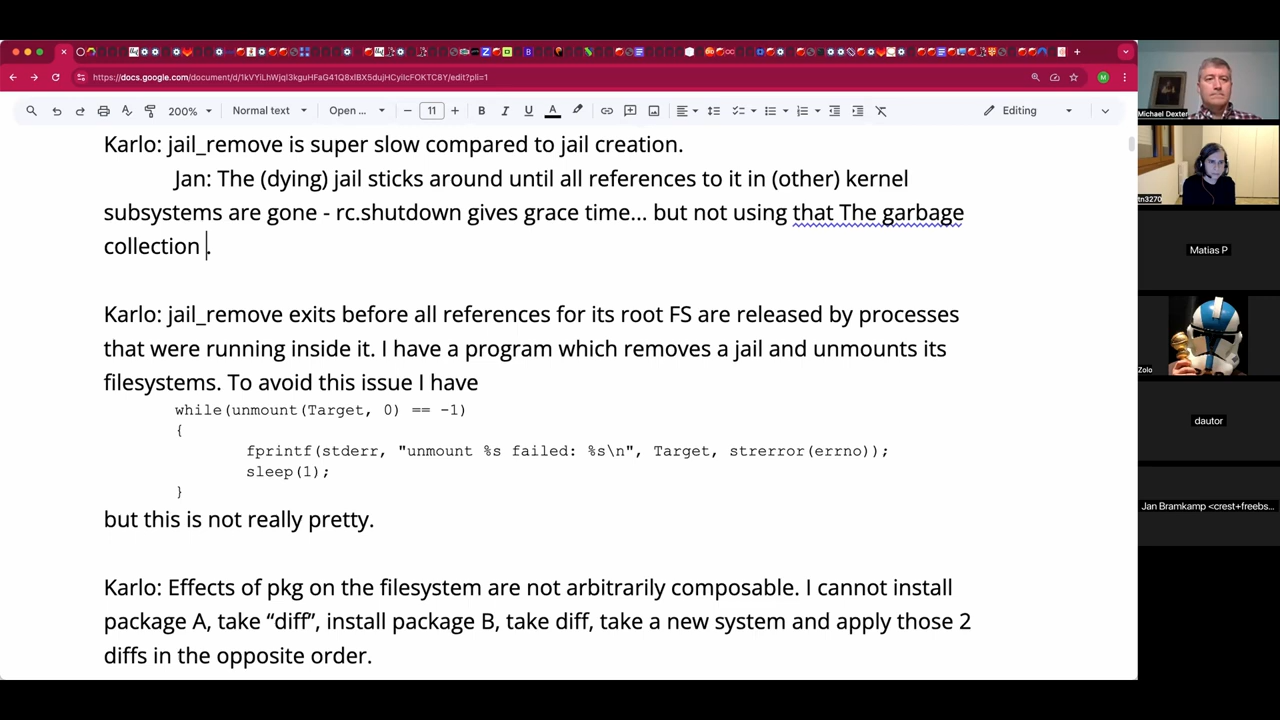 https://docs.google.com/document/d/1kVYiLhWjqI3kguHFaG41Q8xIBX5dujHCyIlcFOKTC8Y/edit?pli=1
M
200%
Normal text
Open ...
11
B
I
U
A
Editing
Karlo: jail_remove is super slow compared to jail creation.
Jan: The (dying) jail sticks around until all references to it in (other) kernel
subsystems are gone - rc.shutdown gives grace time... but not using that The garbage
collection .
Karlo: jail_remove exits before all references for its root FS are released by processes
that were running inside it. I have a program which removes a jail and unmounts its
filesystems. To avoid this issue I have
while(unmount(Target, 0) == -1)
{
fprintf(stderr, "unmount %s failed: %s\n", Target, strerror(errno));
sleep(1);
}
but this is not really pretty.
Karlo: Effects of pkg on the filesystem are not arbitrarily composable. I cannot install
package A, take “diff”, install package B, take diff, take a new system and apply those 2
diffs in the opposite order.
Michael Dexter
tn3270
Matias P
Zolo
dautor
Jan Bramkamp <crest+freebs...